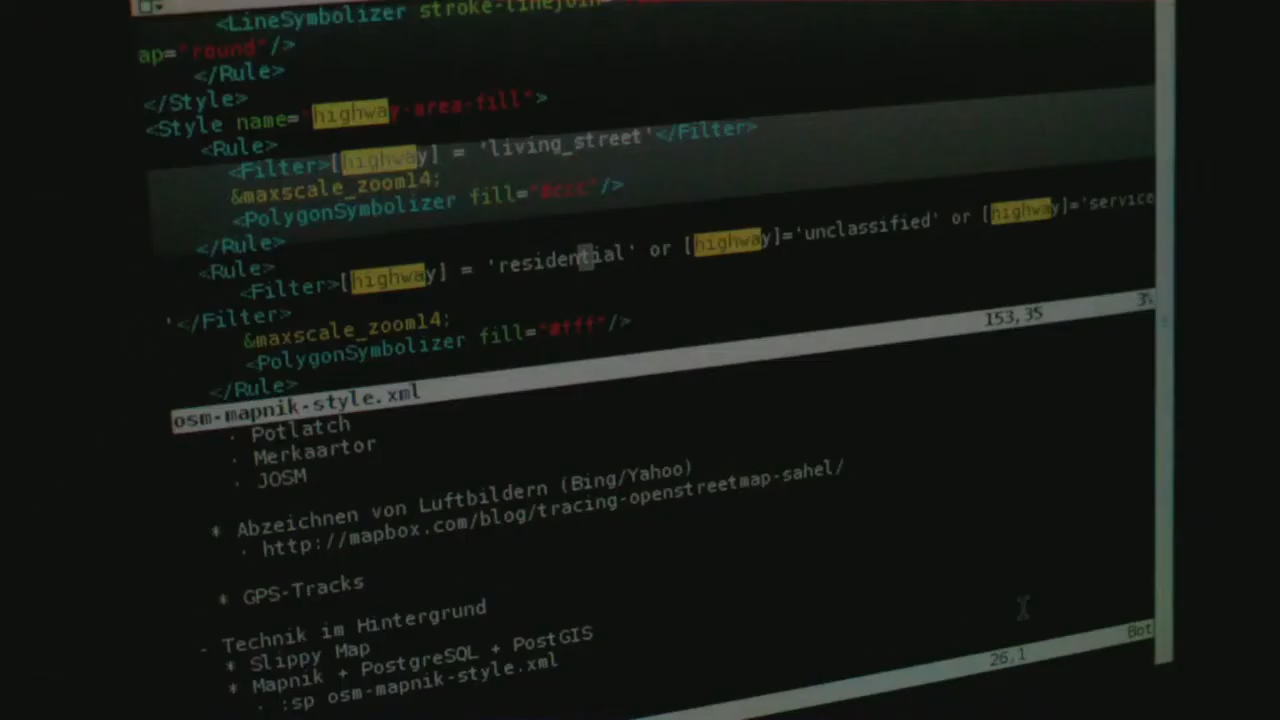 <LineSymbolizer stroke-linejoin=
ap="round"/>
</Rule>
</Style>
<Style name="highway-area-fill">
<Rule>
<Filter>[highway] = 'living_street'</Filter>
&maxscale_zoom14;
<PolygonSymbolizer fill="#ccc"/>
</Rule>
<Rule>
<Filter>[highway] = 'residential' or [highway]='unclassified' or [highway]='service
'</Filter>
&maxscale_zoom14;
<PolygonSymbolizer fill="#fff"/>
</Rule>
osm-mapnik-style.xml 153,35 3%
· Potlatch
· Merkaartor
· JOSM
* Abzeichnen von Luftbildern (Bing/Yahoo)
· http://mapbox.com/blog/tracing-openstreetmap-sahel/
* GPS-Tracks
- Technik im Hintergrund
* Slippy Map
* Mapnik + PostgreSQL + PostGIS
· :sp osm-mapnik-style.xml
26,1 Bot